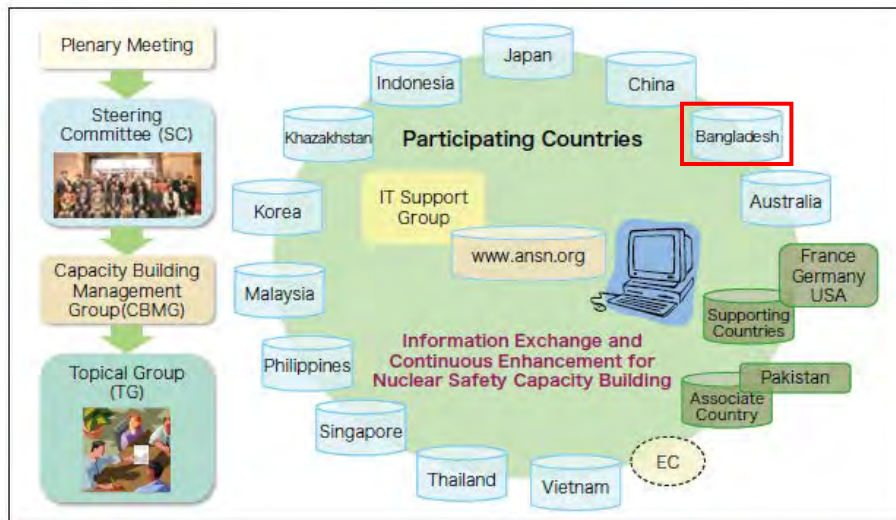 Plenary Meeting
Steering
Committee (SC)
Capacity Building
Management
Group(CBMG)
Topical Group
(TG)
Japan
Indonesia
China
Khazakhstan
Participating Countries
Bangladesh
Korea
IT Support
Group
Australia
www.ansn.org
Malaysia
France
Germany
USA
Supporting
Countries
Philippines
Information Exchange and
Continuous Enhancement for
Nuclear Safety Capacity Building
Pakistan
Associate
Country
Singapore
Thailand
Vietnam
EC